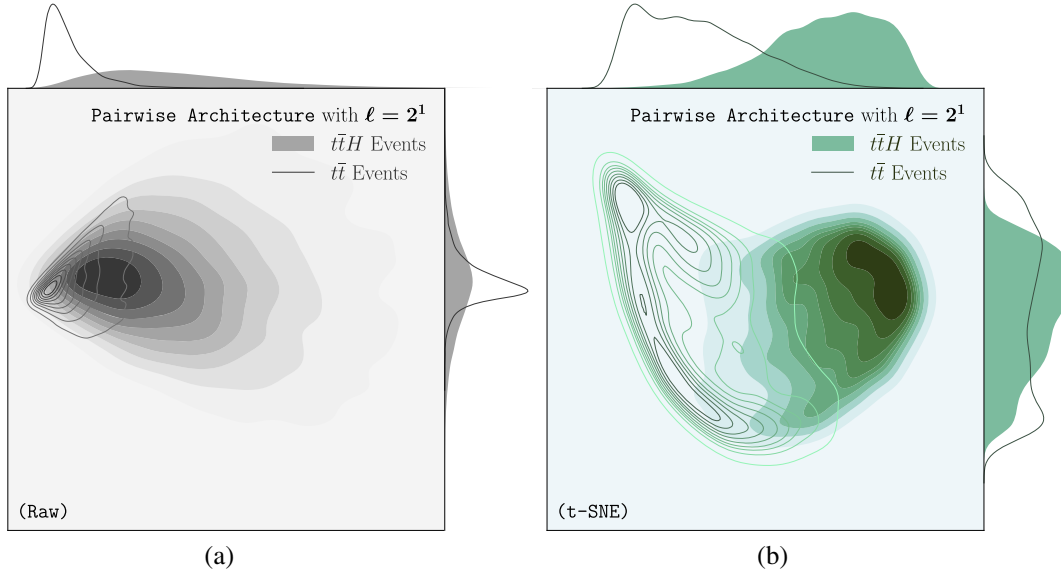 Pairwise Architecture with ℓ = 2¹
tt̄H Events
tt̄ Events
(Raw)
(a)
Pairwise Architecture with ℓ = 2¹
tt̄H Events
tt̄ Events
(t-SNE)
(b)